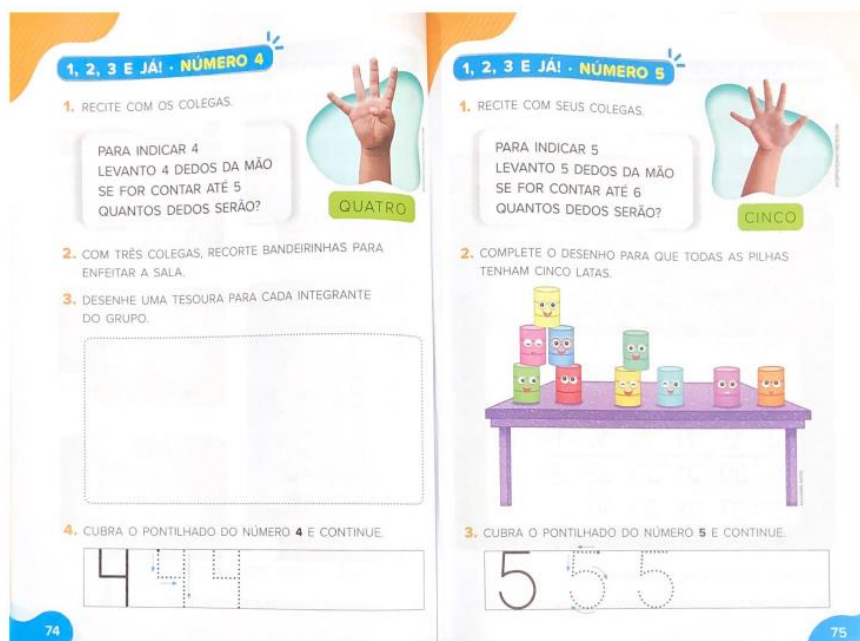 1, 2, 3 E JÁ! · NÚMERO 4
1. RECITE COM OS COLEGAS.
PARA INDICAR 4
LEVANTO 4 DEDOS DA MÃO
SE FOR CONTAR ATÉ 5
QUANTOS DEDOS SERÃO?
QUATRO
2. COM TRÊS COLEGAS, RECORTE BANDEIRINHAS PARA
ENFEITAR A SALA.
3. DESENHE UMA TESOURA PARA CADA INTEGRANTE
DO GRUPO.
4. CUBRA O PONTILHADO DO NÚMERO 4 E CONTINUE.
4 4 4
74
1, 2, 3 E JÁ! · NÚMERO 5
1. RECITE COM SEUS COLEGAS.
PARA INDICAR 5
LEVANTO 5 DEDOS DA MÃO
SE FOR CONTAR ATÉ 6
QUANTOS DEDOS SERÃO?
CINCO
2. COMPLETE O DESENHO PARA QUE TODAS AS PILHAS
TENHAM CINCO LATAS.
3. CUBRA O PONTILHADO DO NÚMERO 5 E CONTINUE.
5 5 5
75